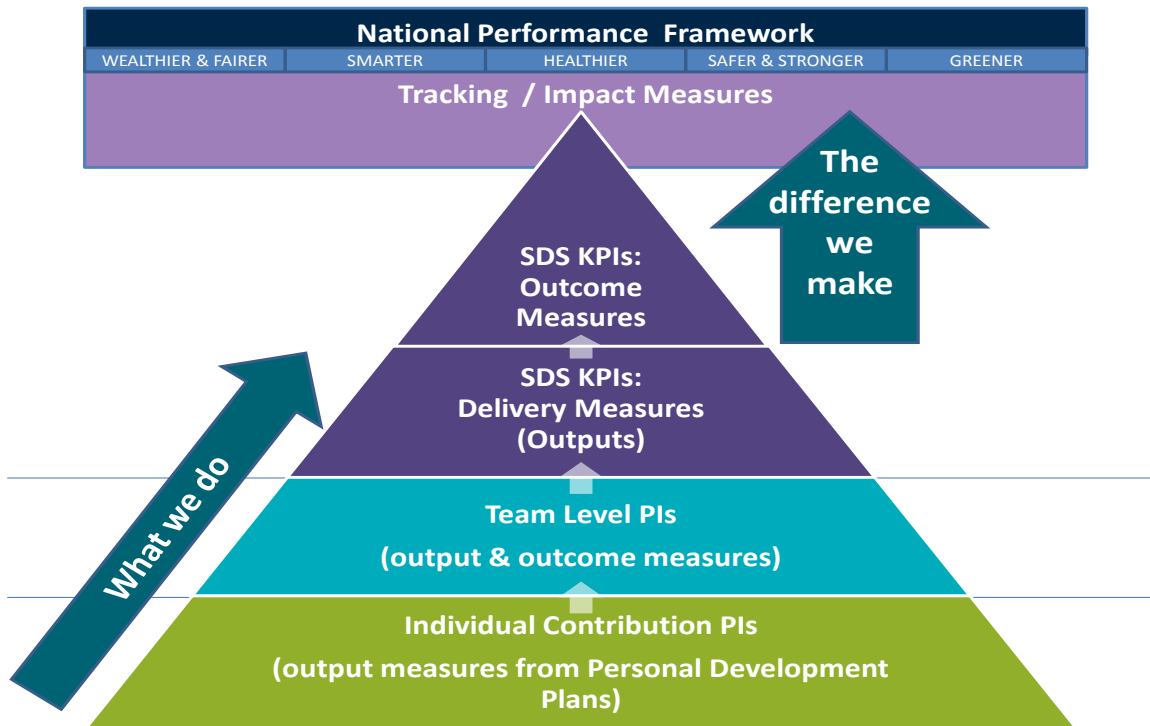 National Performance Framework
WEALTHIER & FAIRER
SMARTER
HEALTHIER
SAFER & STRONGER
GREENER
Tracking / Impact Measures
The
difference
we
make
SDS KPIs:
Outcome
Measures
SDS KPIs:
Delivery Measures
(Outputs)
What we do
Team Level PIs
(output & outcome measures)
Individual Contribution PIs
(output measures from Personal Development
Plans)